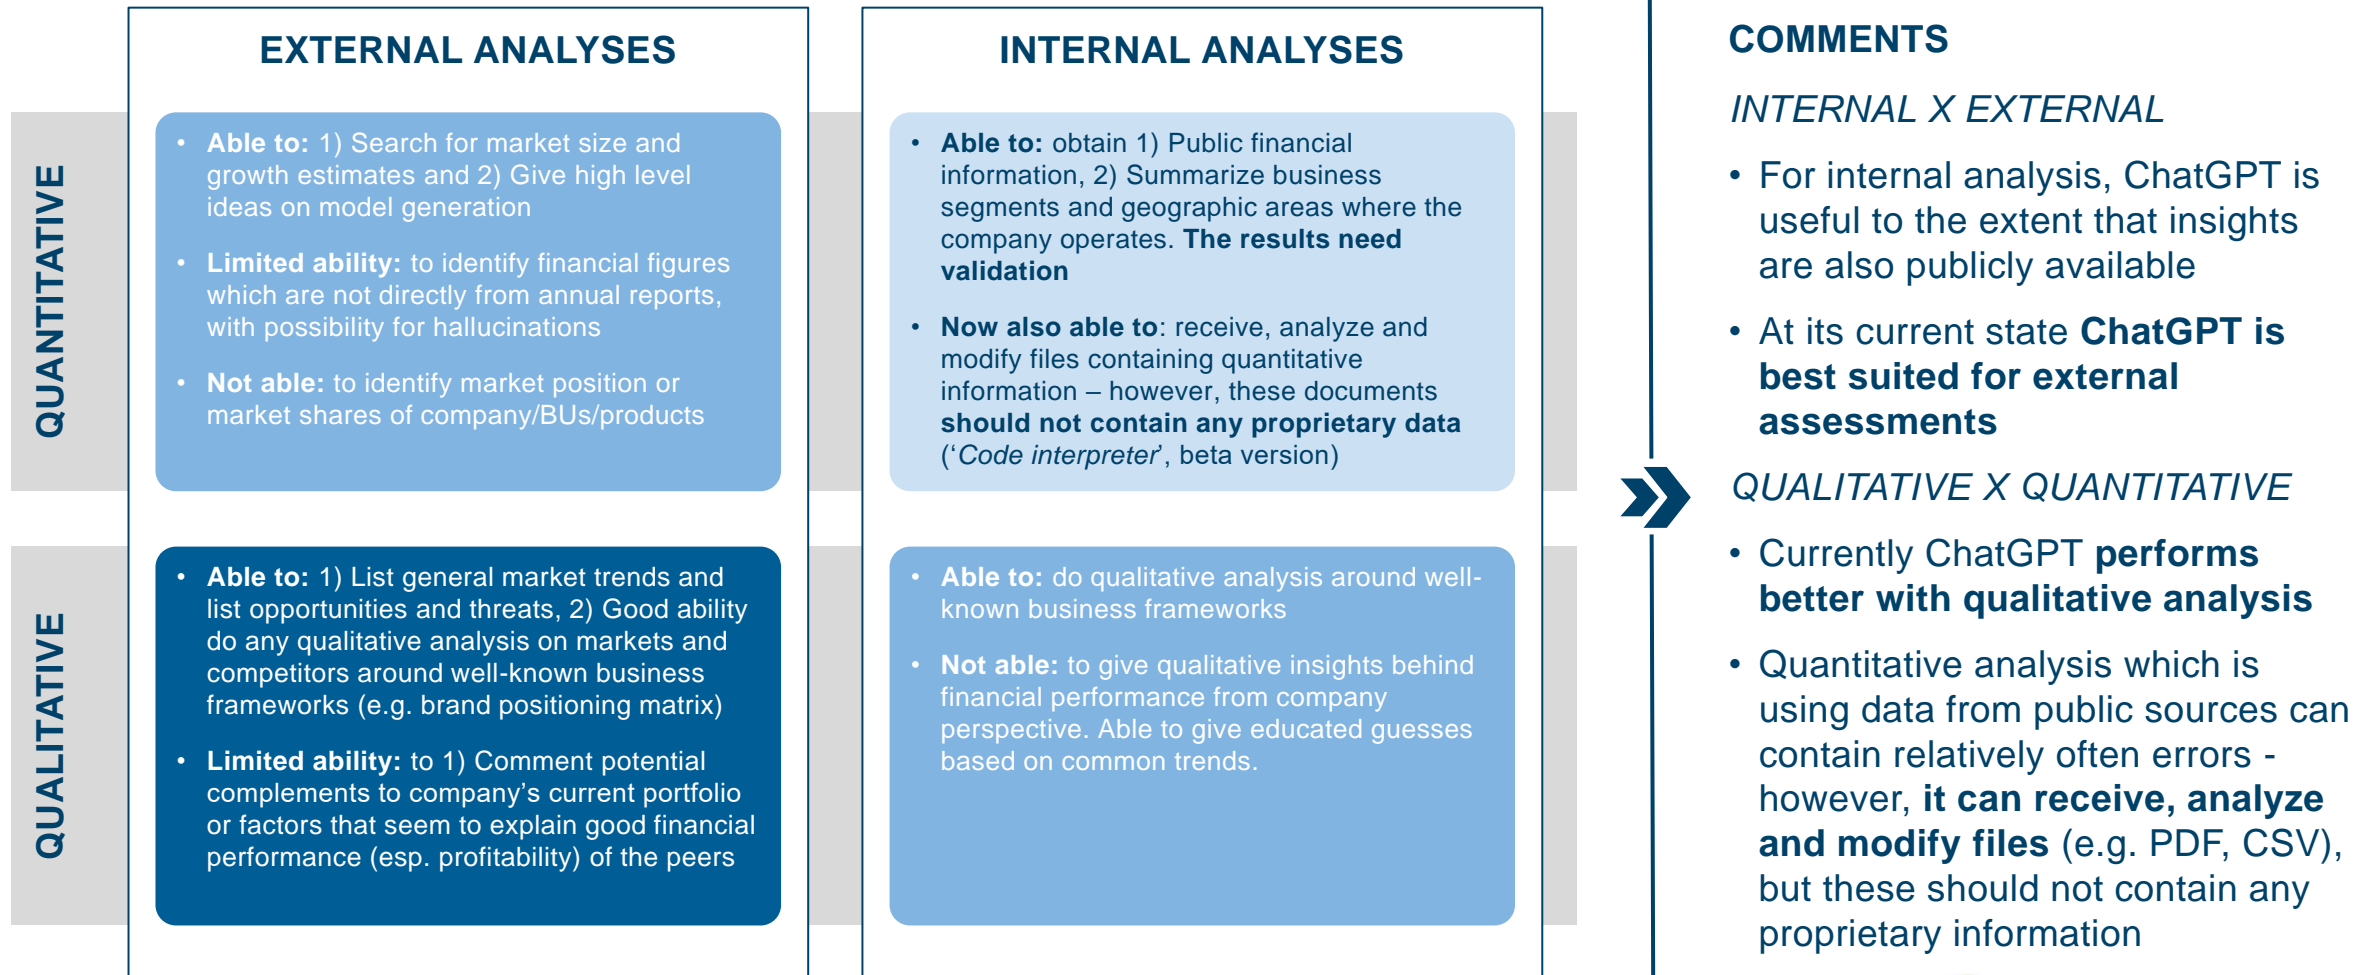 EXTERNAL ANALYSES
INTERNAL ANALYSES
QUANTITATIVE
• Able to: 1) Search for market size and
growth estimates and 2) Give high level
ideas on model generation
• Limited ability: to identify financial figures
which are not directly from annual reports,
with possibility for hallucinations
• Not able: to identify market position or
market shares of company/BUs/products
• Able to: obtain 1) Public financial
information, 2) Summarize business
segments and geographic areas where the
company operates. The results need
validation
• Now also able to: receive, analyze and
modify files containing quantitative
information – however, these documents
should not contain any proprietary data
(‘Code interpreter’, beta version)
QUALITATIVE
• Able to: 1) List general market trends and
list opportunities and threats, 2) Good ability
do any qualitative analysis on markets and
competitors around well-known business
frameworks (e.g. brand positioning matrix)
• Limited ability: to 1) Comment potential
complements to company’s current portfolio
or factors that seem to explain good financial
performance (esp. profitability) of the peers
• Able to: do qualitative analysis around well-
known business frameworks
• Not able: to give qualitative insights behind
financial performance from company
perspective. Able to give educated guesses
based on common trends.
COMMENTS
INTERNAL X EXTERNAL
• For internal analysis, ChatGPT is
useful to the extent that insights
are also publicly available
• At its current state ChatGPT is
best suited for external
assessments
QUALITATIVE X QUANTITATIVE
• Currently ChatGPT performs
better with qualitative analysis
• Quantitative analysis which is
using data from public sources can
contain relatively often errors -
however, it can receive, analyze
and modify files (e.g. PDF, CSV),
but these should not contain any
proprietary information